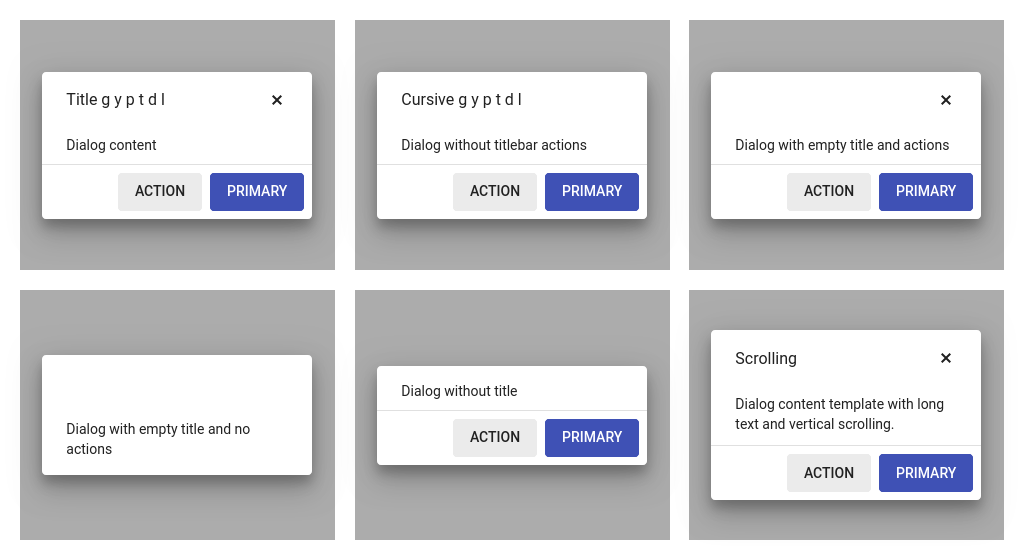 Title g y p t d l ✕
Dialog content
ACTION PRIMARY
Cursive g y p t d l
Dialog without titlebar actions
ACTION PRIMARY
✕
Dialog with empty title and actions
ACTION PRIMARY
Dialog with empty title and no
actions
Dialog without title
ACTION PRIMARY
Scrolling ✕
Dialog content template with long
text and vertical scrolling.
ACTION PRIMARY